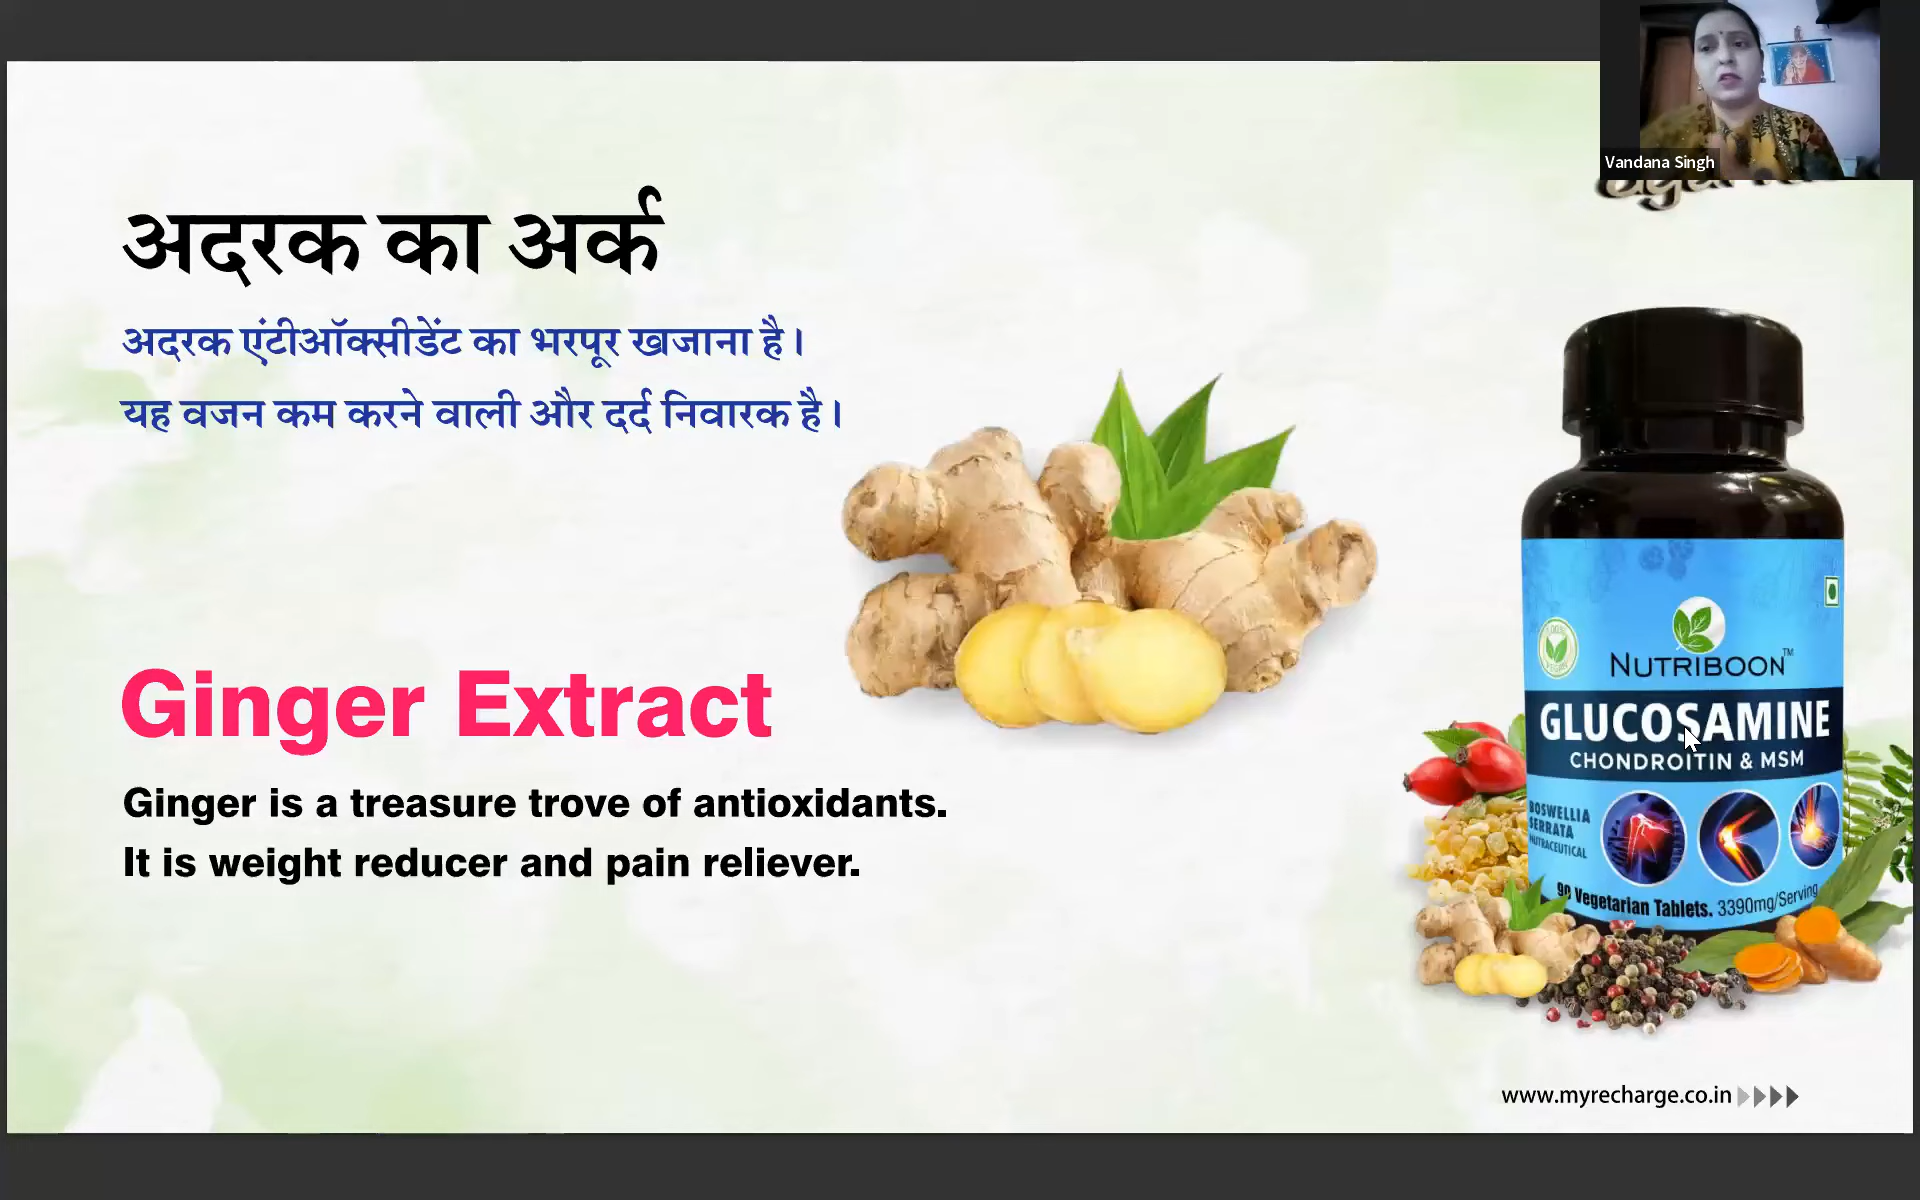 Vandana Singh
अदरक का अर्क
अदरक एंटीऑक्सीडेंट का भरपूर खजाना है।
यह वजन कम करने वाली और दर्द निवारक है।
Ginger Extract
Ginger is a treasure trove of antioxidants.
It is weight reducer and pain reliever.
NUTRIBOON™
GLUCOSAMINE
CHONDROITIN & MSM
BOSWELLIA
SERRATA
NUTRACEUTICAL
90 Vegetarian Tablets. 3390mg/Serving
www.myrecharge.co.in